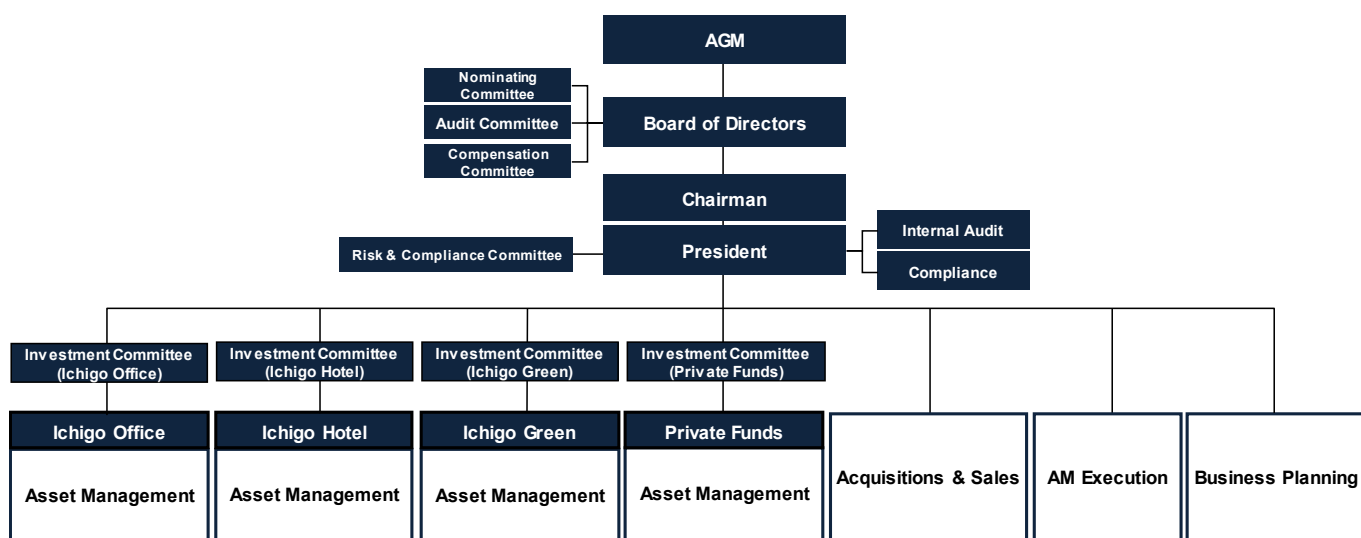 AGM
Nominating
Committee
Audit Committee
Compensation
Committee
Board of Directors
Chairman
President
Risk & Compliance Committee
Internal Audit
Compliance
Investment Committee
(Ichigo Office)
Investment Committee
(Ichigo Hotel)
Investment Committee
(Ichigo Green)
Investment Committee
(Private Funds)
Ichigo Office
Asset Management
Ichigo Hotel
Asset Management
Ichigo Green
Asset Management
Private Funds
Asset Management
Acquisitions & Sales
AM Execution
Business Planning